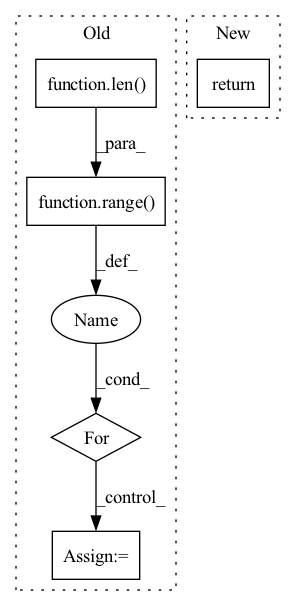 Old
New
function.len()
return
_para_
function.range()
_def_
Name
_cond_
For
_control_
Assign:=